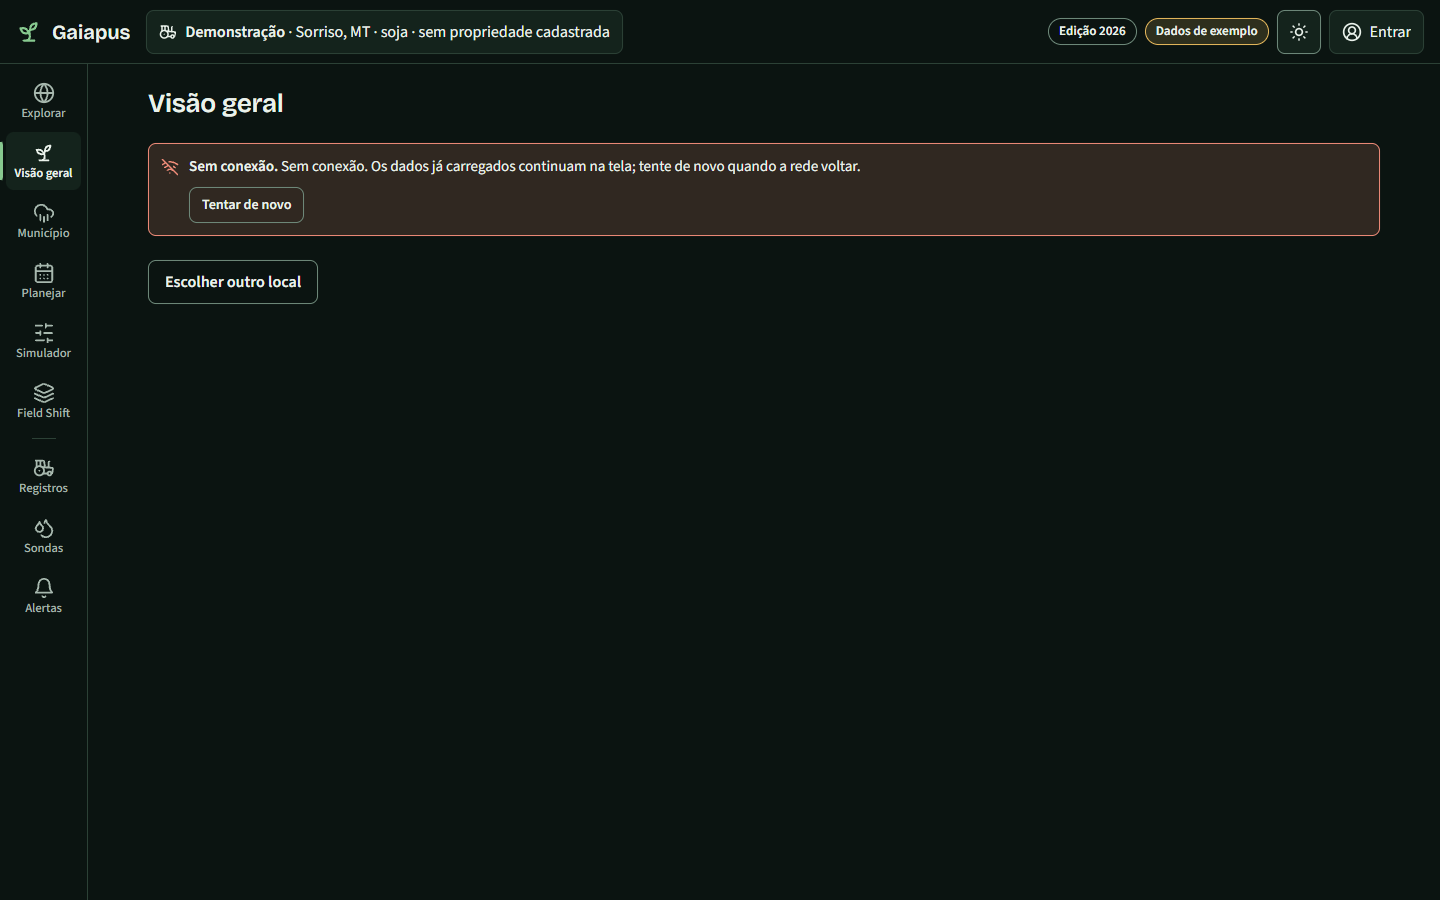 Gaiapus
Demonstração · Sorriso, MT · soja · sem propriedade cadastrada
Edição 2026
Dados de exemplo
Entrar
Explorar
Visão geral
Município
Planejar
Simulador
Field Shift
Registros
Sondas
Alertas
Visão geral
Sem conexão. Sem conexão. Os dados já carregados continuam na tela; tente de novo quando a rede voltar.
Tentar de novo
Escolher outro local